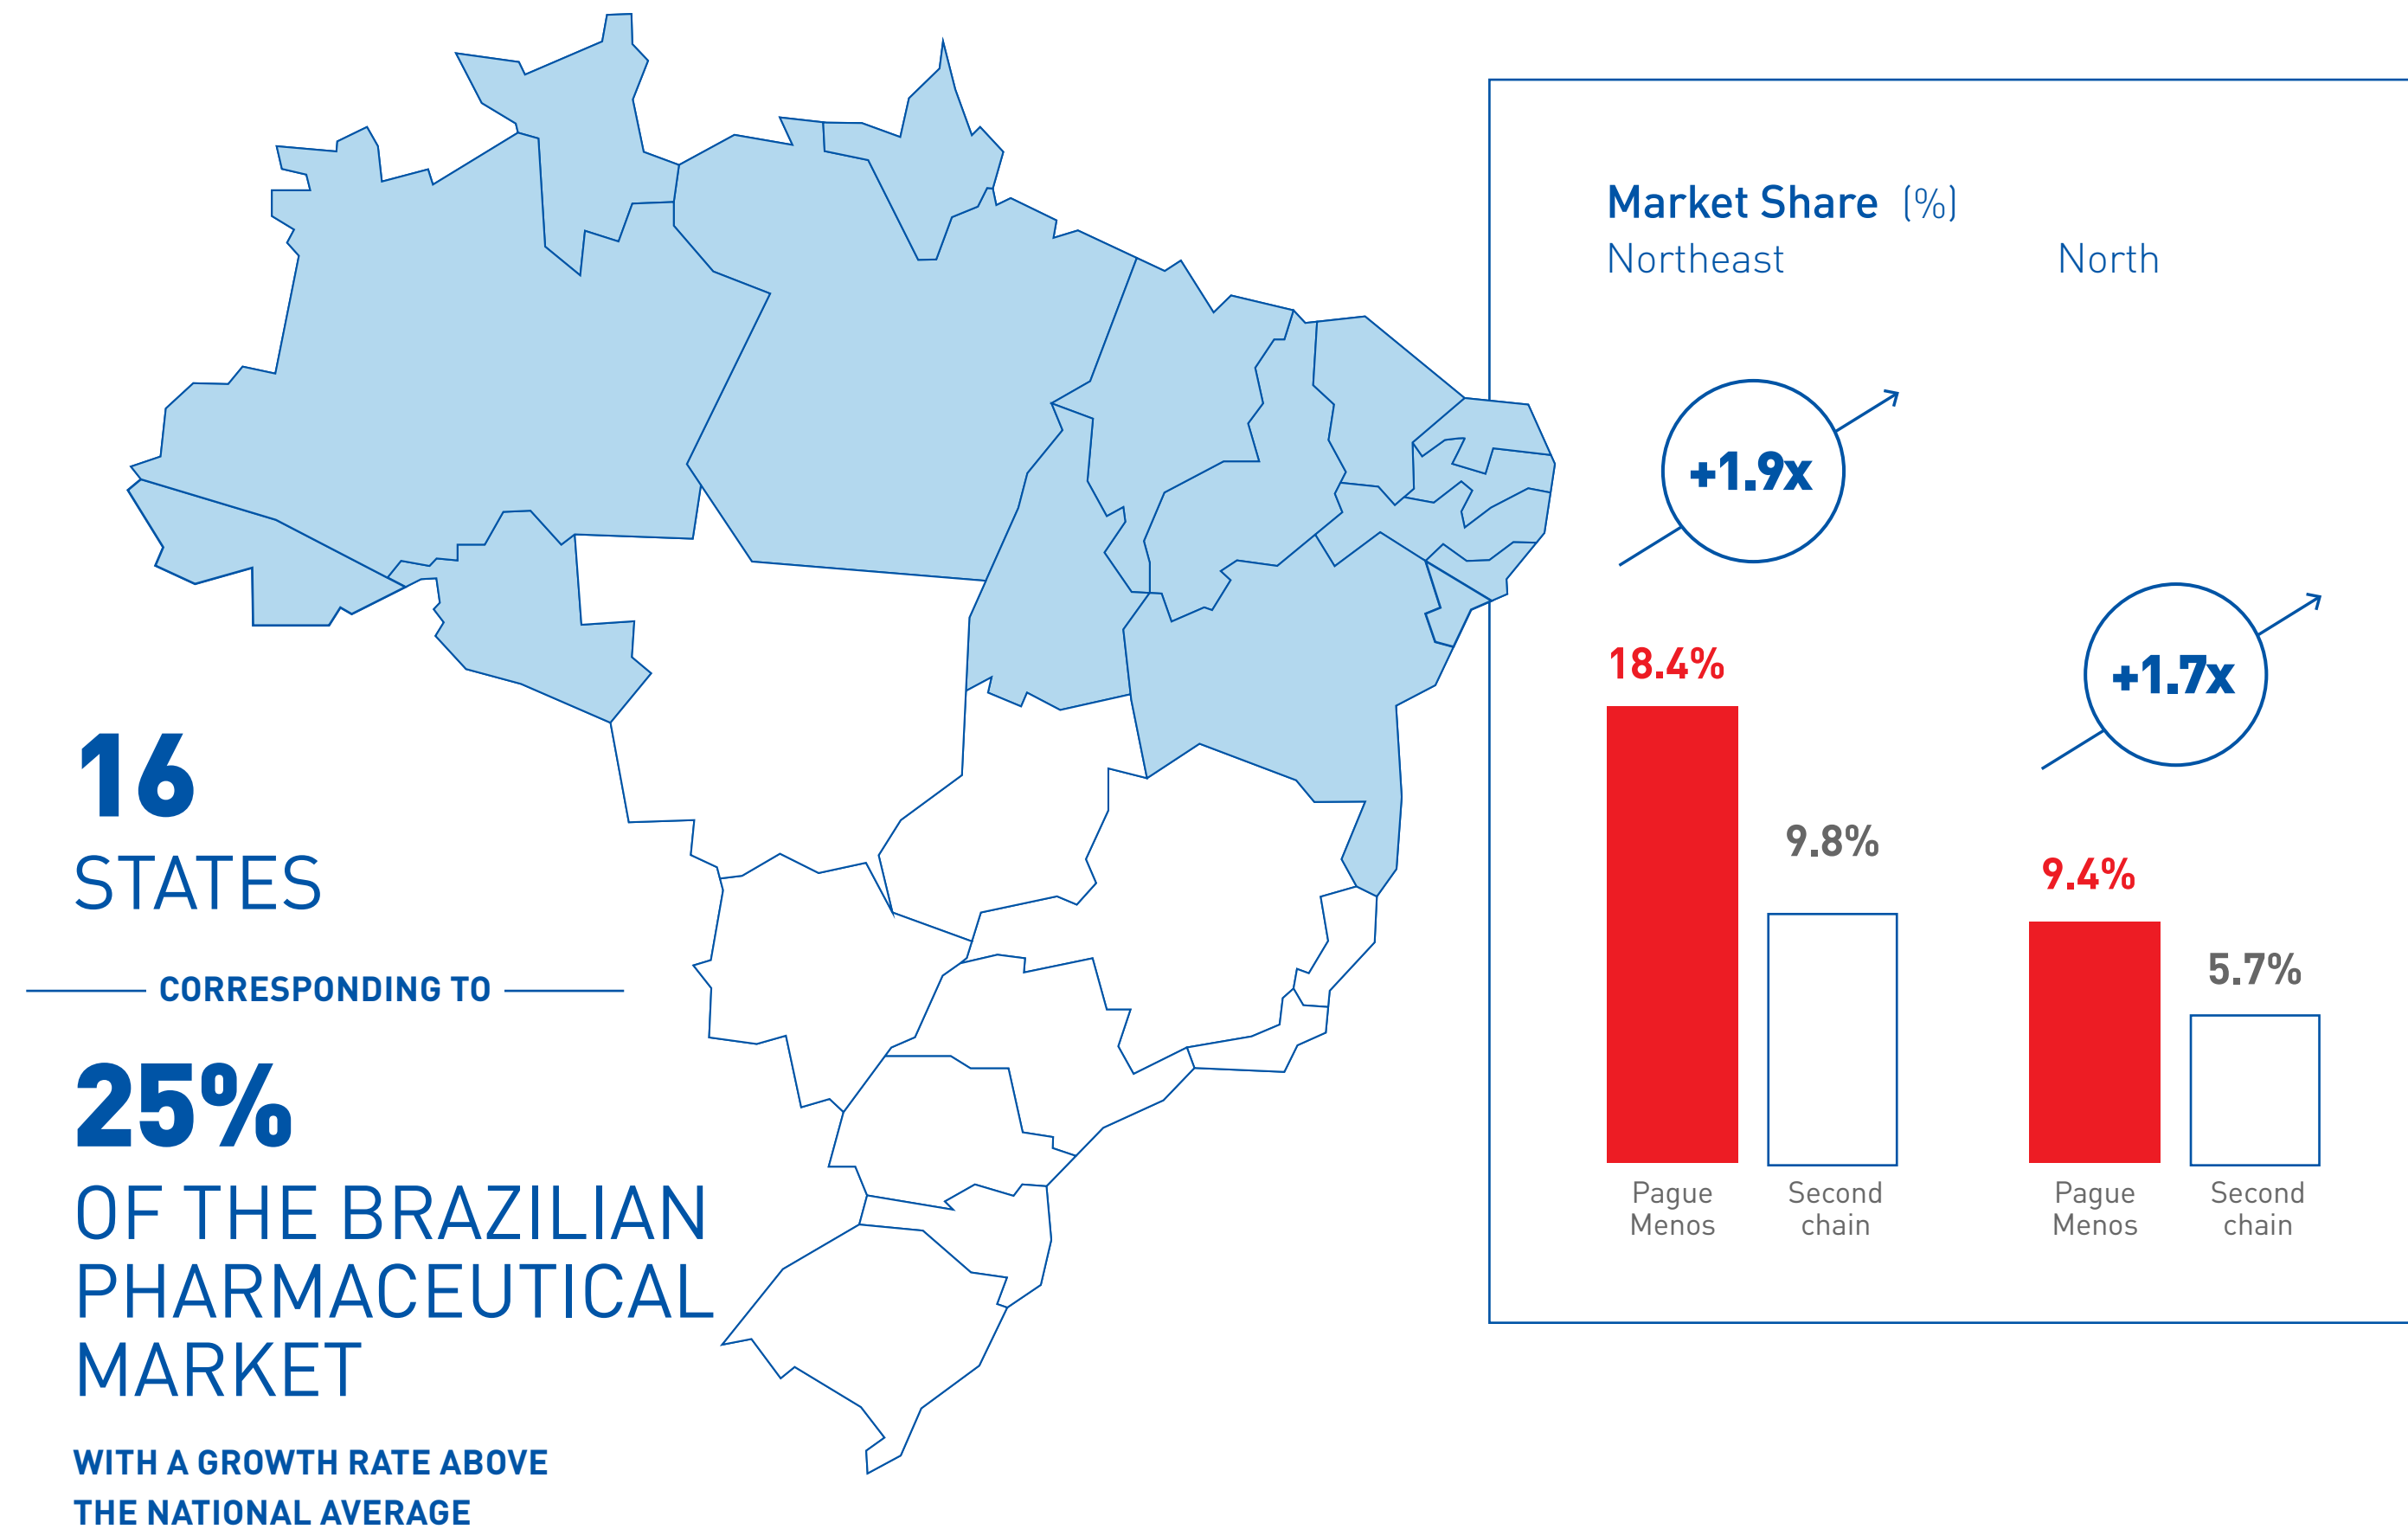 16
STATES
CORRESPONDING TO
25%
OF THE BRAZILIAN
PHARMACEUTICAL
MARKET
WITH A GROWTH RATE ABOVE
THE NATIONAL AVERAGE
Market Share (%)
Northeast
+1.9x
18.4%
9.8%
Pague
Menos
Second
chain
North
+1.7x
9.4%
5.7%
Pague
Menos
Second
chain